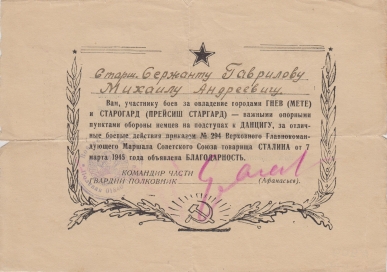 Старш. Сержанту Гаврилову
Михаилу Андреевичу.
Вам, участнику боев за овладение городами ГНЕВ (МЕВЕ)
и СТАРОГАРД (ПРЕЙСИШ СТАРГАРД) — важными опорными
пунктами обороны немцев на подступах к ДАНЦИГУ, за отлич-
ные боевые действия приказом № 294 Верховного Главнокоман-
дующего Маршала Советского Союза товарища СТАЛИНА от 7
марта 1945 года объявлена БЛАГОДАРНОСТЬ.
КОМАНДИР ЧАСТИ
ГВАРДИИ ПОЛКОВНИК
(Афанасьев).